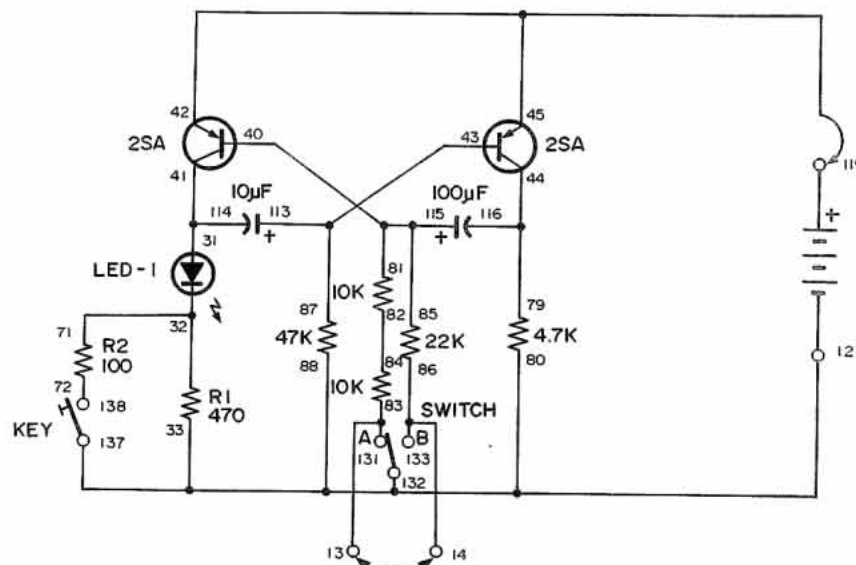 42
45
2SA
40
43
2SA
41
44
10µF
100µF
114
113
115
116
+
+
+
31
LED-1
81
10K
82
87
47K
88
85
22K
86
79
4.7K
80
71
32
R2
100
84
10K
83
R1
470
33
72
138
KEY
137
SWITCH
A
B
131
133
132
13
14